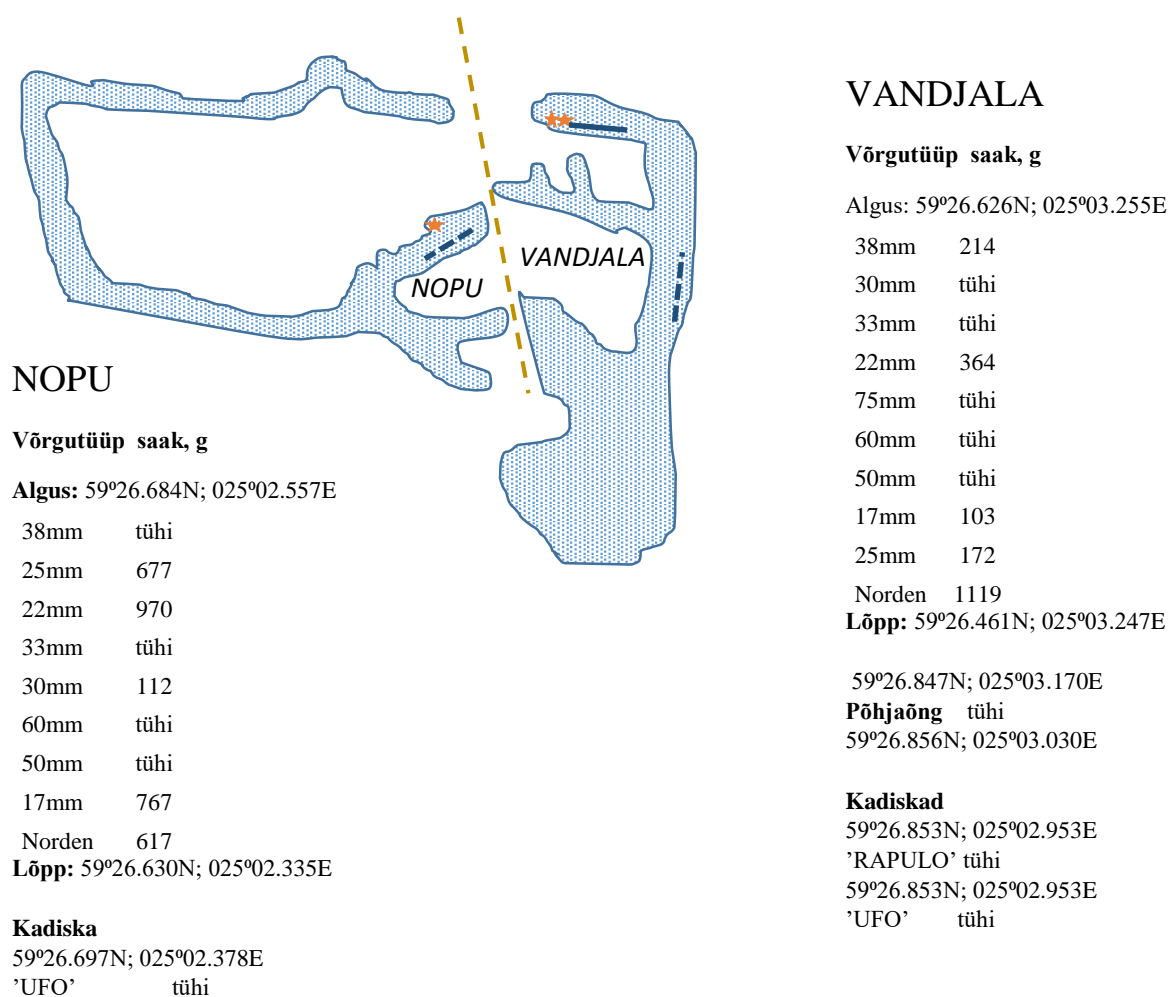 VANDJALA
NOPU
NOPU
Võrgutüüp saak, g
Algus: 59º26.684N; 025º02.557E
38mm tühi
25mm 677
22mm 970
33mm tühi
30mm 112
60mm tühi
50mm tühi
17mm 767
Norden 617
Lõpp: 59º26.630N; 025º02.335E
Kadiska
59º26.697N; 025º02.378E
’UFO’ tühi
VANDJALA
Võrgutüüp saak, g
Algus: 59º26.626N; 025º03.255E
38mm 214
30mm tühi
33mm tühi
22mm 364
75mm tühi
60mm tühi
50mm tühi
17mm 103
25mm 172
Norden 1119
Lõpp: 59º26.461N; 025º03.247E
59º26.847N; 025º03.170E
Põhjaõng tühi
59º26.856N; 025º03.030E
Kadiskad
59º26.853N; 025º02.953E
’RAPULO’ tühi
59º26.853N; 025º02.953E
’UFO’ tühi